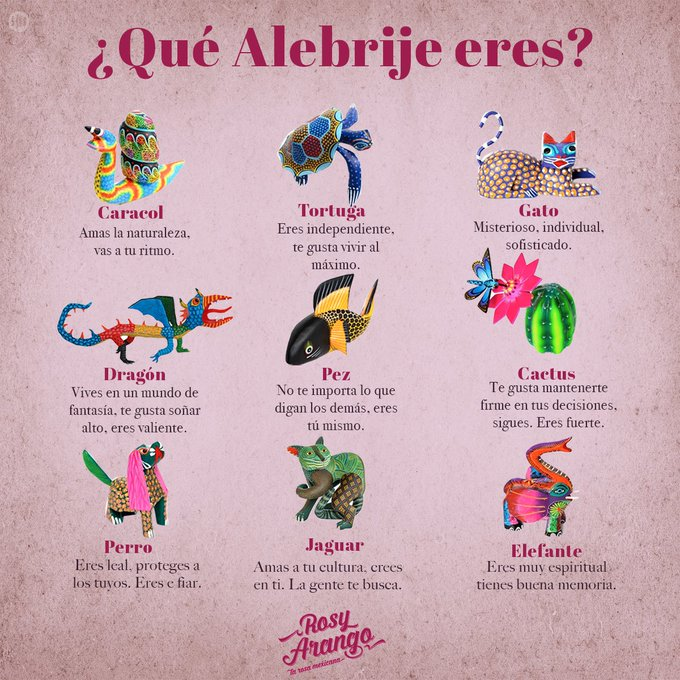 ¿Qué Alebrije eres?
Caracol
Amas la naturaleza,
vas a tu ritmo.
Tortuga
Eres independiente,
te gusta vivir al
máximo.
Gato
Misterioso, individual,
sofisticado.
Dragón
Vives en un mundo de
fantasía, te gusta soñar
alto, eres valiente.
Pez
No te importa lo que
digan los demás, eres
tú mismo.
Cactus
Te gusta mantenerte
firme en tus decisiones,
sigues. Eres fuerte.
Perro
Eres leal, proteges a
los tuyos. Eres e fiar.
Jaguar
Amas a tu cultura, crees
en ti. La gente te busca.
Elefante
Eres muy espiritual
tienes buena memoria.
Rosy
Arango
-la rosa mexicana-